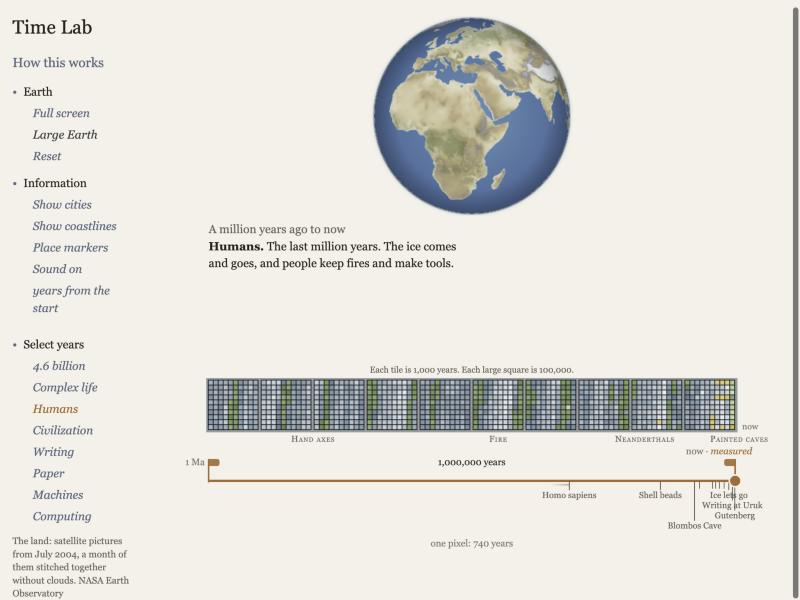 Time Lab
How this works
Earth
Full screen
Large Earth
Reset
Information
Show cities
Show coastlines
Place markers
Sound on
years from the
start
Select years
4.6 billion
Complex life
Humans
Civilization
Writing
Paper
Machines
Computing
The land: satellite pictures
from July 2004, a month of
them stitched together
without clouds. NASA Earth
Observatory
A million years ago to now
Humans. The last million years. The ice comes
and goes, and people keep fires and make tools.
Each tile is 1,000 years. Each large square is 100,000.
now
Hand axes
Fire
Neanderthals
Painted caves
now · measured
1 Ma
1,000,000 years
Homo sapiens
Shell beads
Ice lets go
Writing at Uruk
Gutenberg
Blombos Cave
one pixel: 740 years